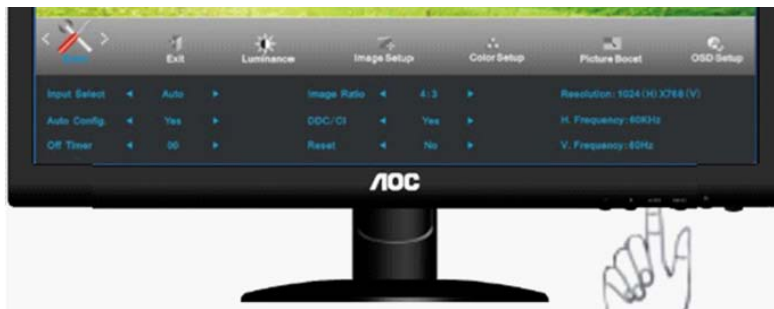 Extra Exit Luminance Image Setup Color Setup Picture Boost OSD Setup
Input Select Auto Image Ratio 4:3 Resolution: 1024(H)X768(V)
Auto Config. Yes DDC/CI Yes H. Frequency:60KHz
Off Timer 00 Reset No V. Frequency:60Hz
AOC